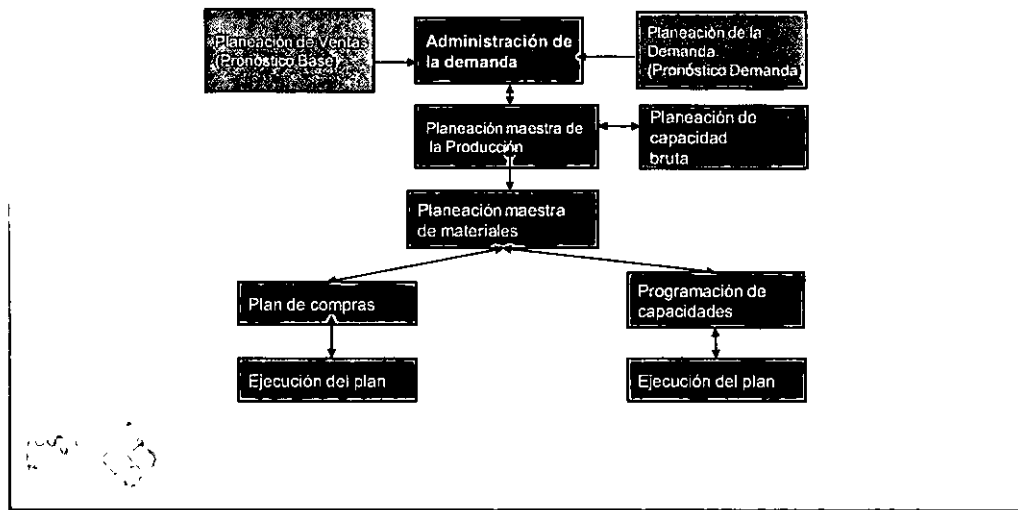 Planeación de Ventas
(Pronóstico Base)
Administración de
la demanda
Planeación de la
Demanda.
(Pronóstico Demanda)
Planeación maestra de
la Producción
Planeación de
capacidad
bruta
Planeación maestra
de materiales
Plan de compras
Programación de
capacidades
Ejecución del plan
Ejecución del plan